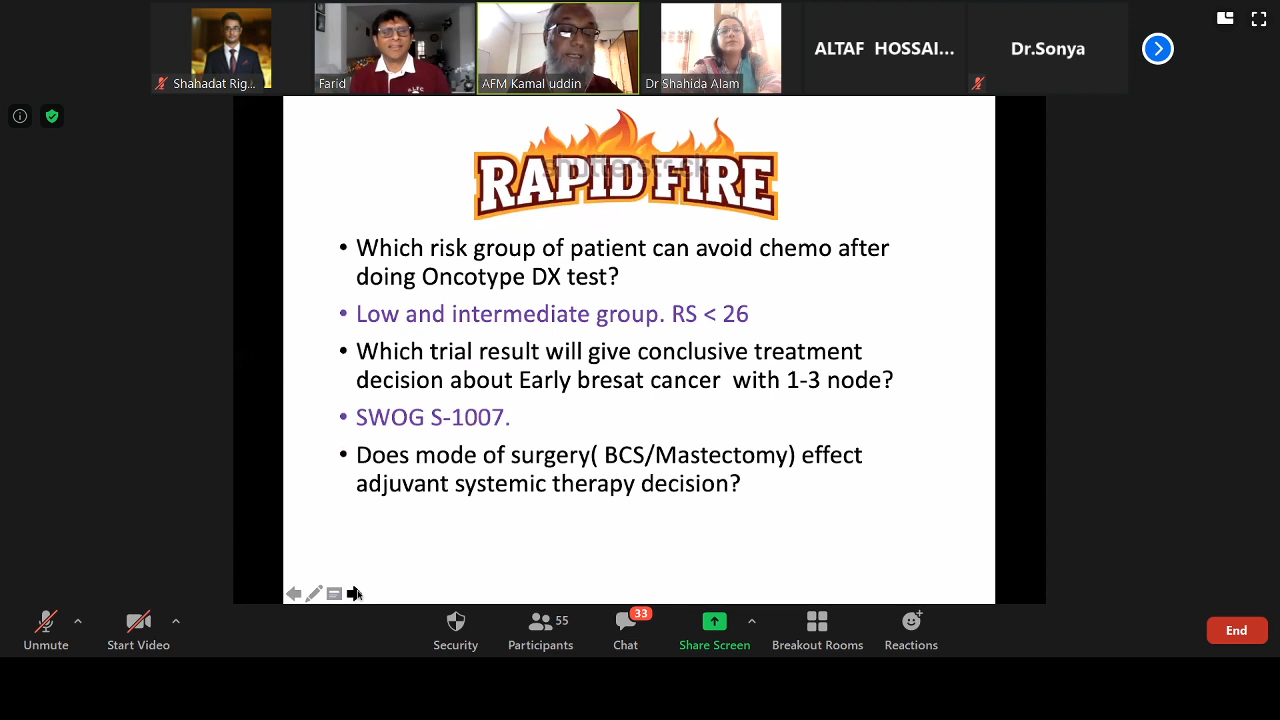 ALTAF HOSSAI...
Dr.Sonya
Shahadat Rig...
Farid
AFM Kamal uddin
Dr Shahida Alam
shutterstock
RAPID FIRE
• Which risk group of patient can avoid chemo after
doing Oncotype DX test?
• Low and intermediate group. RS < 26
• Which trial result will give conclusive treatment
decision about Early bresat cancer with 1-3 node?
• SWOG S-1007.
• Does mode of surgery( BCS/Mastectomy) effect
adjuvant systemic therapy decision?
33
55
Unmute
Start Video
Security
Participants
Chat
Share Screen
Breakout Rooms
Reactions
End